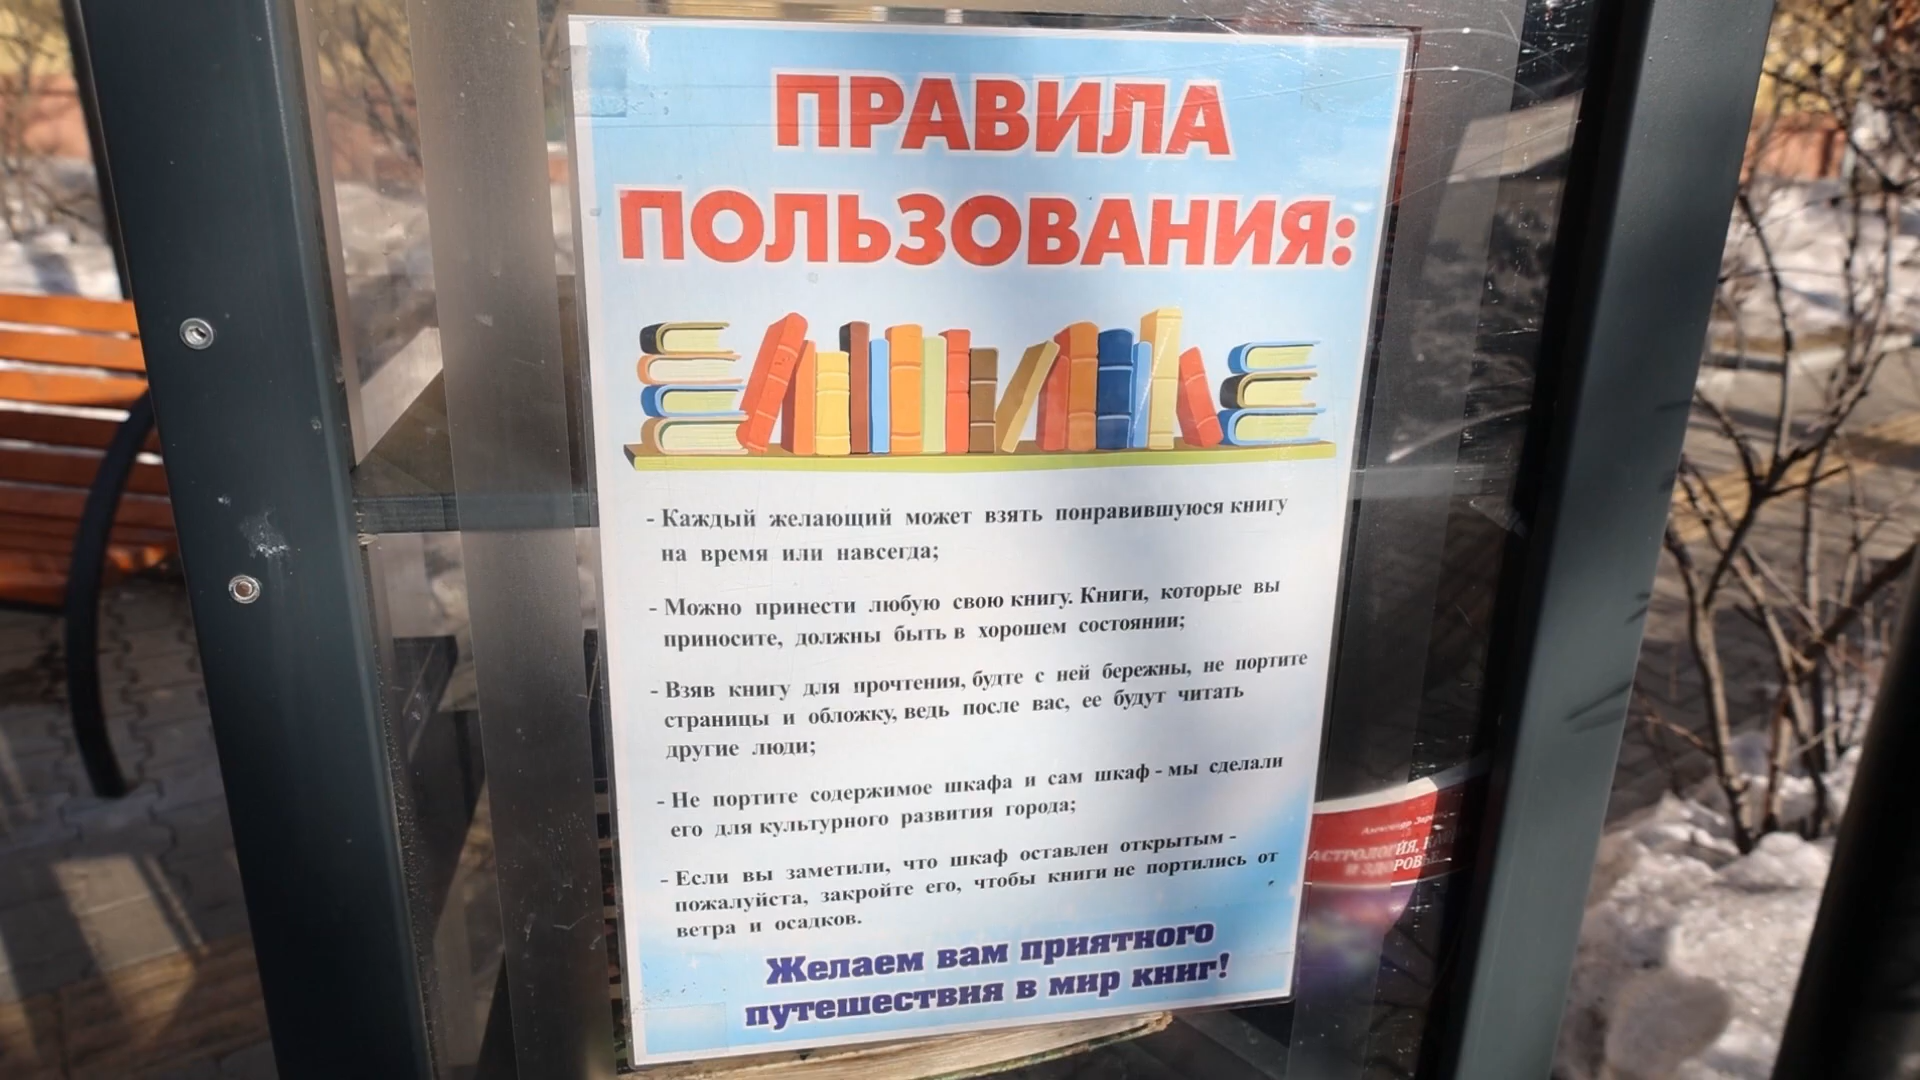 ПРАВИЛА
ПОЛЬЗОВАНИЯ:
- Каждый желающий может взять понравившуюся книгу
на время или навсегда;
- Можно принести любую свою книгу. Книги, которые вы
приносите, должны быть в хорошем состоянии;
- Взяв книгу для прочтения, будте с ней бережны, не портите
страницы и обложку, ведь после вас, ее будут читать
другие люди;
- Не портите содержимое шкафа и сам шкаф - мы сделали
его для культурного развития города;
- Если вы заметили, что шкаф оставлен открытым -
пожалуйста, закройте его, чтобы книги не портились от
ветра и осадков.
Желаем вам приятного
путешествия в мир книг!
Александр
АСТРОЛОГИЯ,
И ЗДОРОВЬЕ